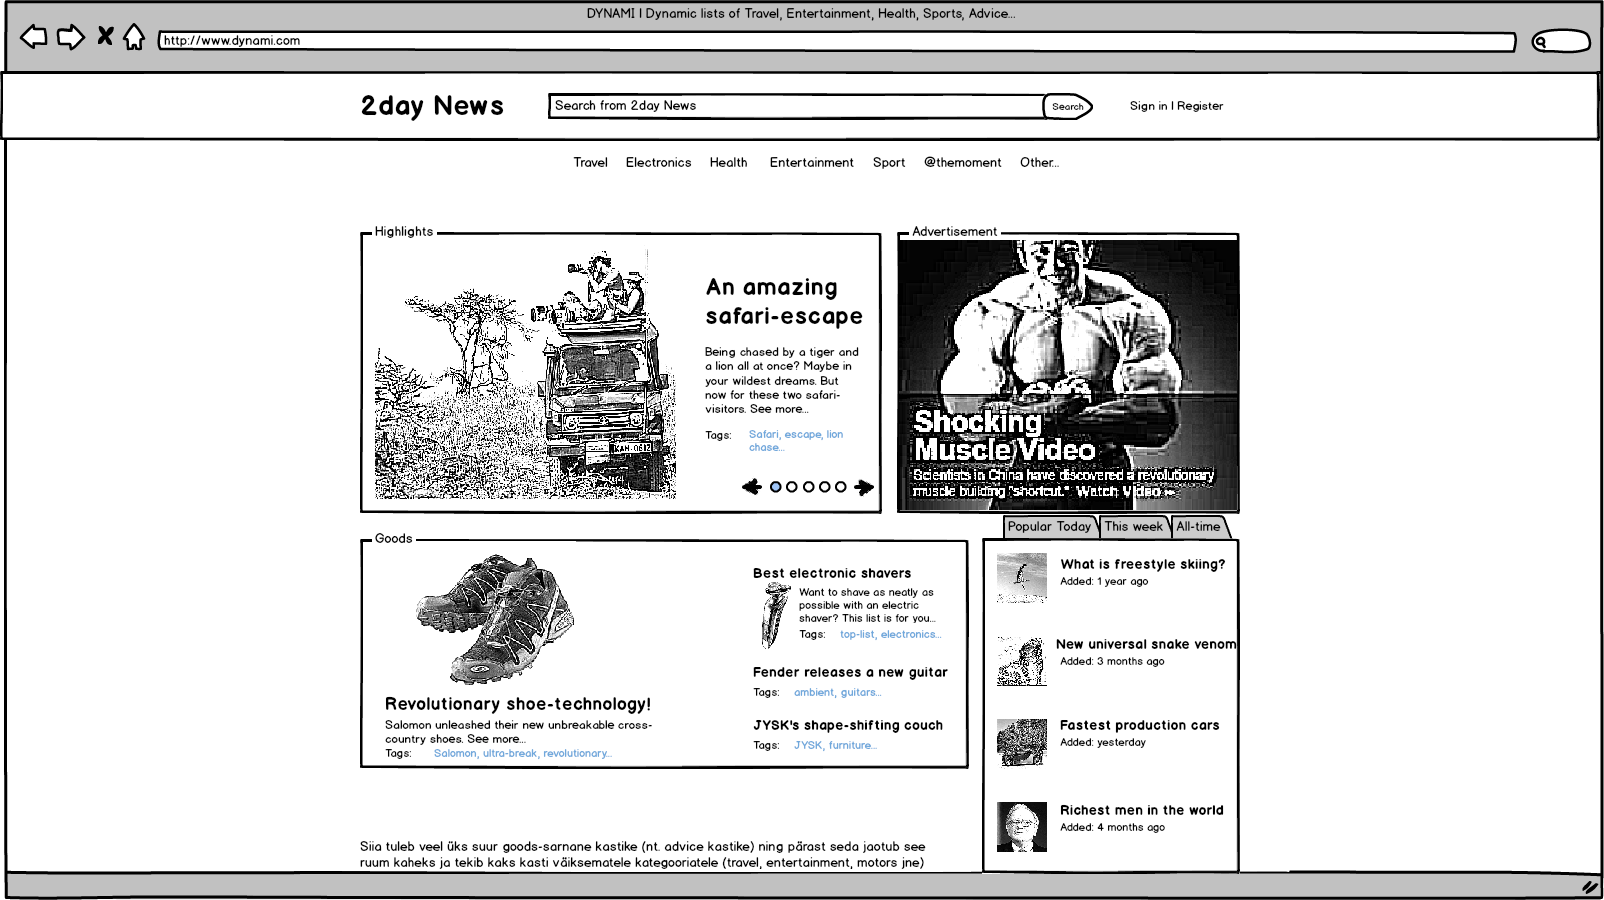 DYNAMI | Dynamic lists of Travel, Entertainment, Health, Sports, Advice...
http://www.dynami.com
2day News
Search from 2day News
Search
Sign in | Register
Travel Electronics Health Entertainment Sport @themoment Other...
Highlights
An amazing
safari-escape
Being chased by a tiger and
a lion all at once? Maybe in
your wildest dreams. But
now for these two safari-
visitors. See more...
Tags: Safari, escape, lion
chase...
KAH-061Z
Advertisement
Shocking
Muscle Video
Scientists in China have discovered a revolutionary
muscle building "shortcut." Watch Video
Goods
Revolutionary shoe-technology!
Salomon unleashed their new unbreakable cross-
country shoes. See more...
Tags: Salomon, ultra-break, revolutionary...
Best electronic shavers
Want to shave as neatly as
possible with an electric
shaver? This list is for you...
Tags: top-list, electronics...
Fender releases a new guitar
Tags: ambient, guitars...
JYSK's shape-shifting couch
Tags: JYSK, furniture...
Popular Today This week All-time
What is freestyle skiing?
Added: 1 year ago
New universal snake venom
Added: 3 months ago
Fastest production cars
Added: yesterday
Richest men in the world
Added: 4 months ago
Siia tuleb veel üks suur goods-sarnane kastike (nt. advice kastike) ning pärast seda jaotub see
ruum kaheks ja tekib kaks kasti väiksematele kategooriatele (travel, entertainment, motors jne)